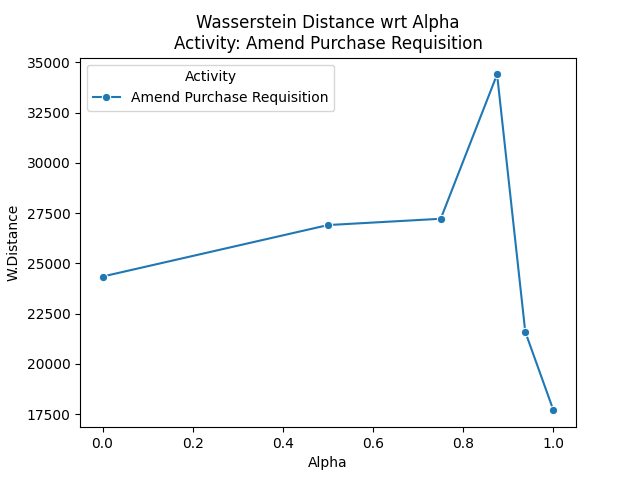 Wasserstein Distance wrt Alpha
Activity: Amend Purchase Requisition
Activity
Amend Purchase Requisition
W.Distance
35000
32500
30000
27500
25000
22500
20000
17500
0.0 0.2 0.4 0.6 0.8 1.0
Alpha